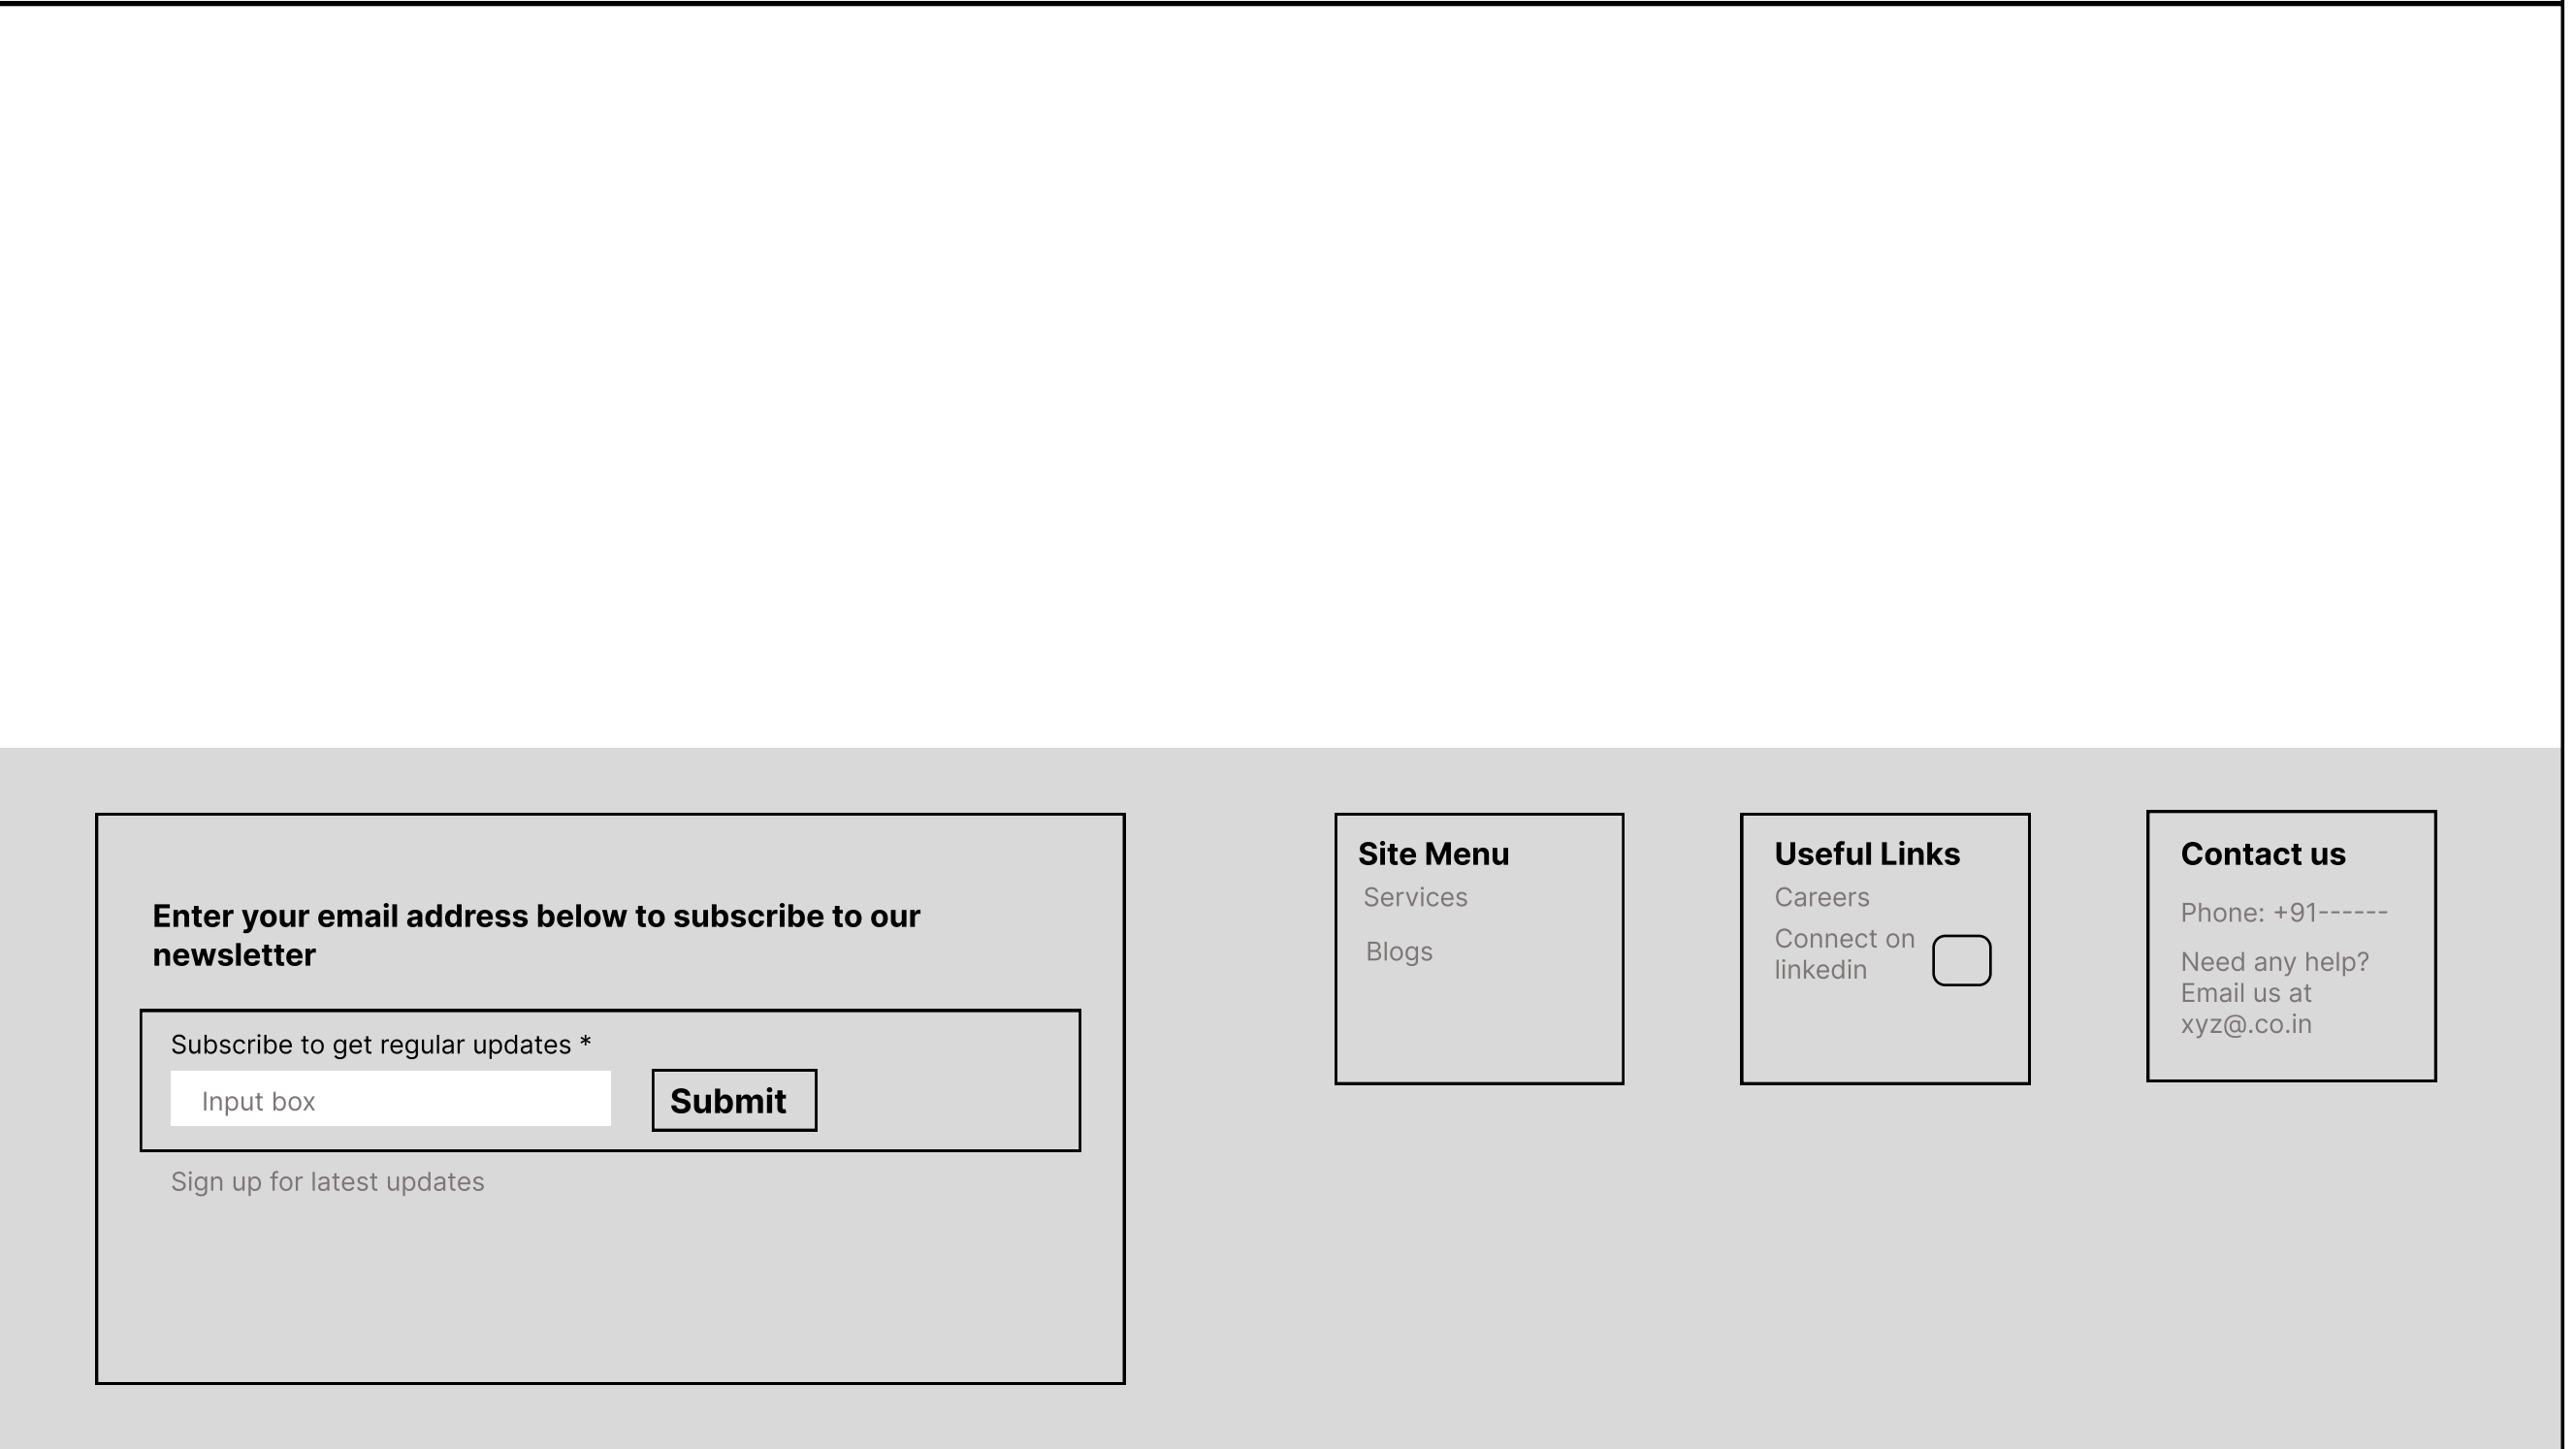 Enter your email address below to subscribe to our
newsletter
Subscribe to get regular updates *
Input box
Submit
Sign up for latest updates
Site Menu
Services
Blogs
Useful Links
Careers
Connect on
linkedin
Contact us
Phone: +91------
Need any help?
Email us at
xyz@.co.in